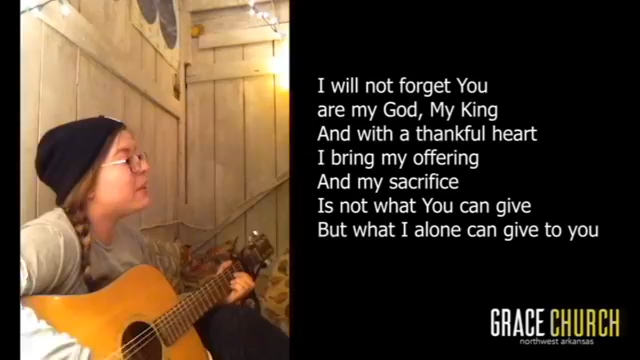 I will not forget You
are my God, My King
And with a thankful heart
I bring my offering
And my sacrifice
Is not what You can give
But what I alone can give to you
GRACE CHURCH
northwest arkansas